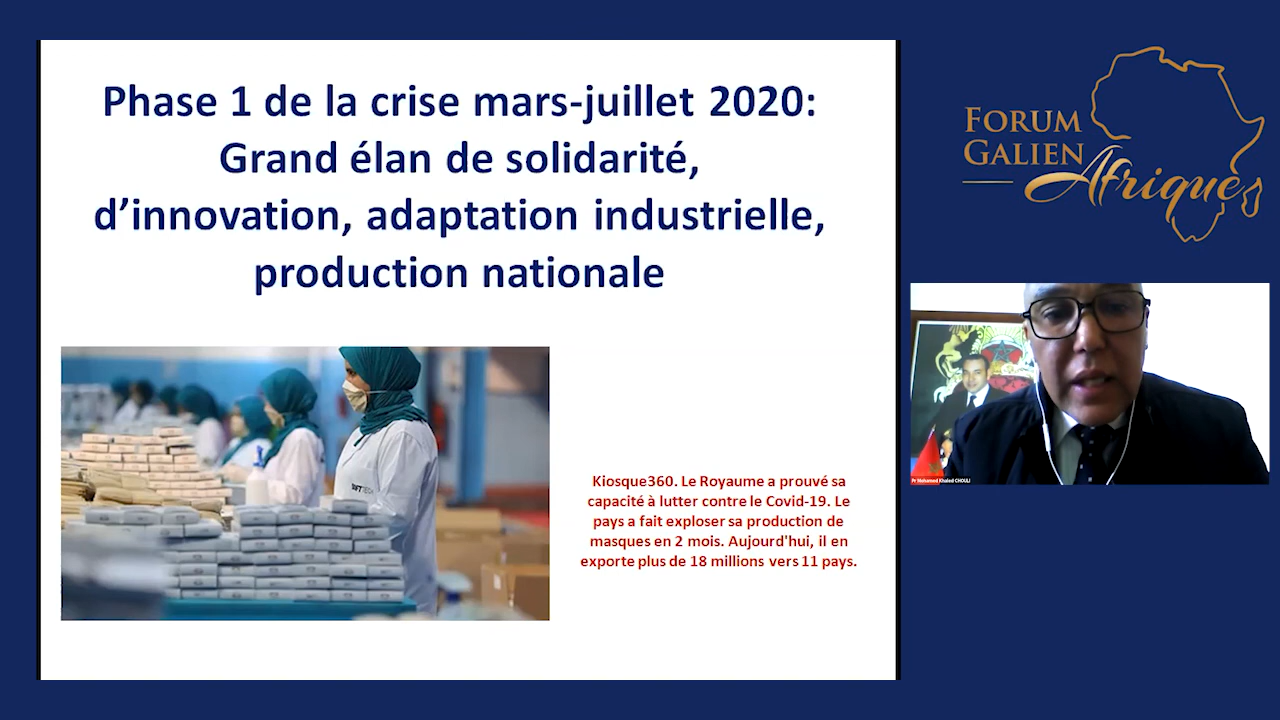 Phase 1 de la crise mars-juillet 2020:
Grand élan de solidarité,
d’innovation, adaptation industrielle,
production nationale
Kiosque360. Le Royaume a prouvé sa
capacité à lutter contre le Covid-19. Le
pays a fait exploser sa production de
masques en 2 mois. Aujourd'hui, il en
exporte plus de 18 millions vers 11 pays.
FORUM
GALIEN
Afrique
Pr Mohamed Khaled CHOULI